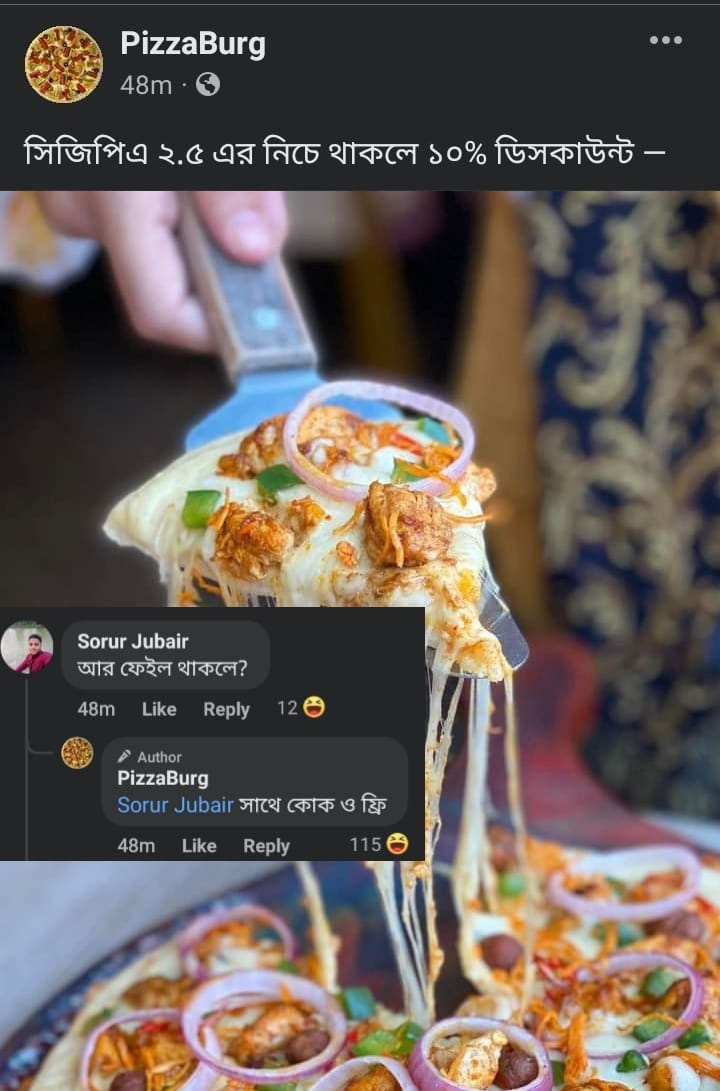 PizzaBurg
48m
সিজিপিএ ২.৫ এর নিচে থাকলে ১০% ডিসকাউন্ট –
Sorur Jubair
আর ফেইল থাকলে?
48m Like Reply 12
Author
PizzaBurg
Sorur Jubair সাথে কোক ও ফ্রি
48m Like Reply 115